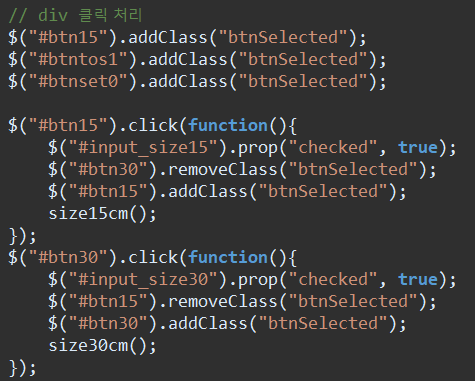 // div 클릭 처리
$("#btn15").addClass("btnSelected");
$("#btntos1").addClass("btnSelected");
$("#btnset0").addClass("btnSelected");
$("#btn15").click(function(){
$("#input_size15").prop("checked", true);
$("#btn30").removeClass("btnSelected");
$("#btn15").addClass("btnSelected");
size15cm();
});
$("#btn30").click(function(){
$("#input_size30").prop("checked", true);
$("#btn15").removeClass("btnSelected");
$("#btn30").addClass("btnSelected");
size30cm();
});